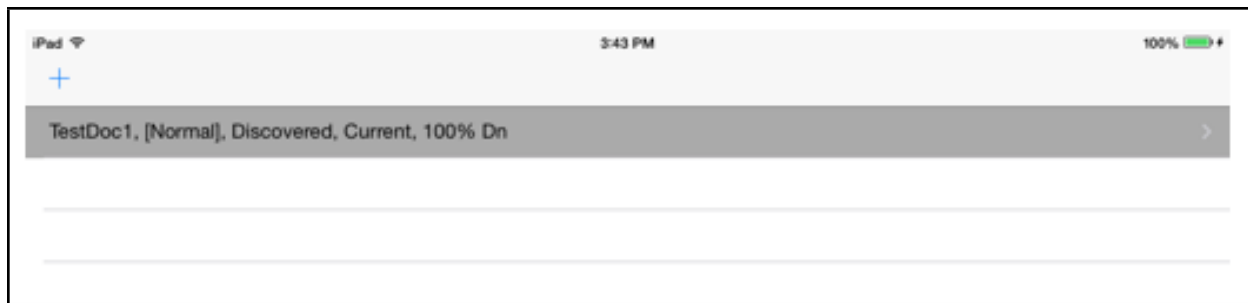 iPad 3:43 PM 100%
+
TestDoc1, [Normal], Discovered, Current, 100% Dn